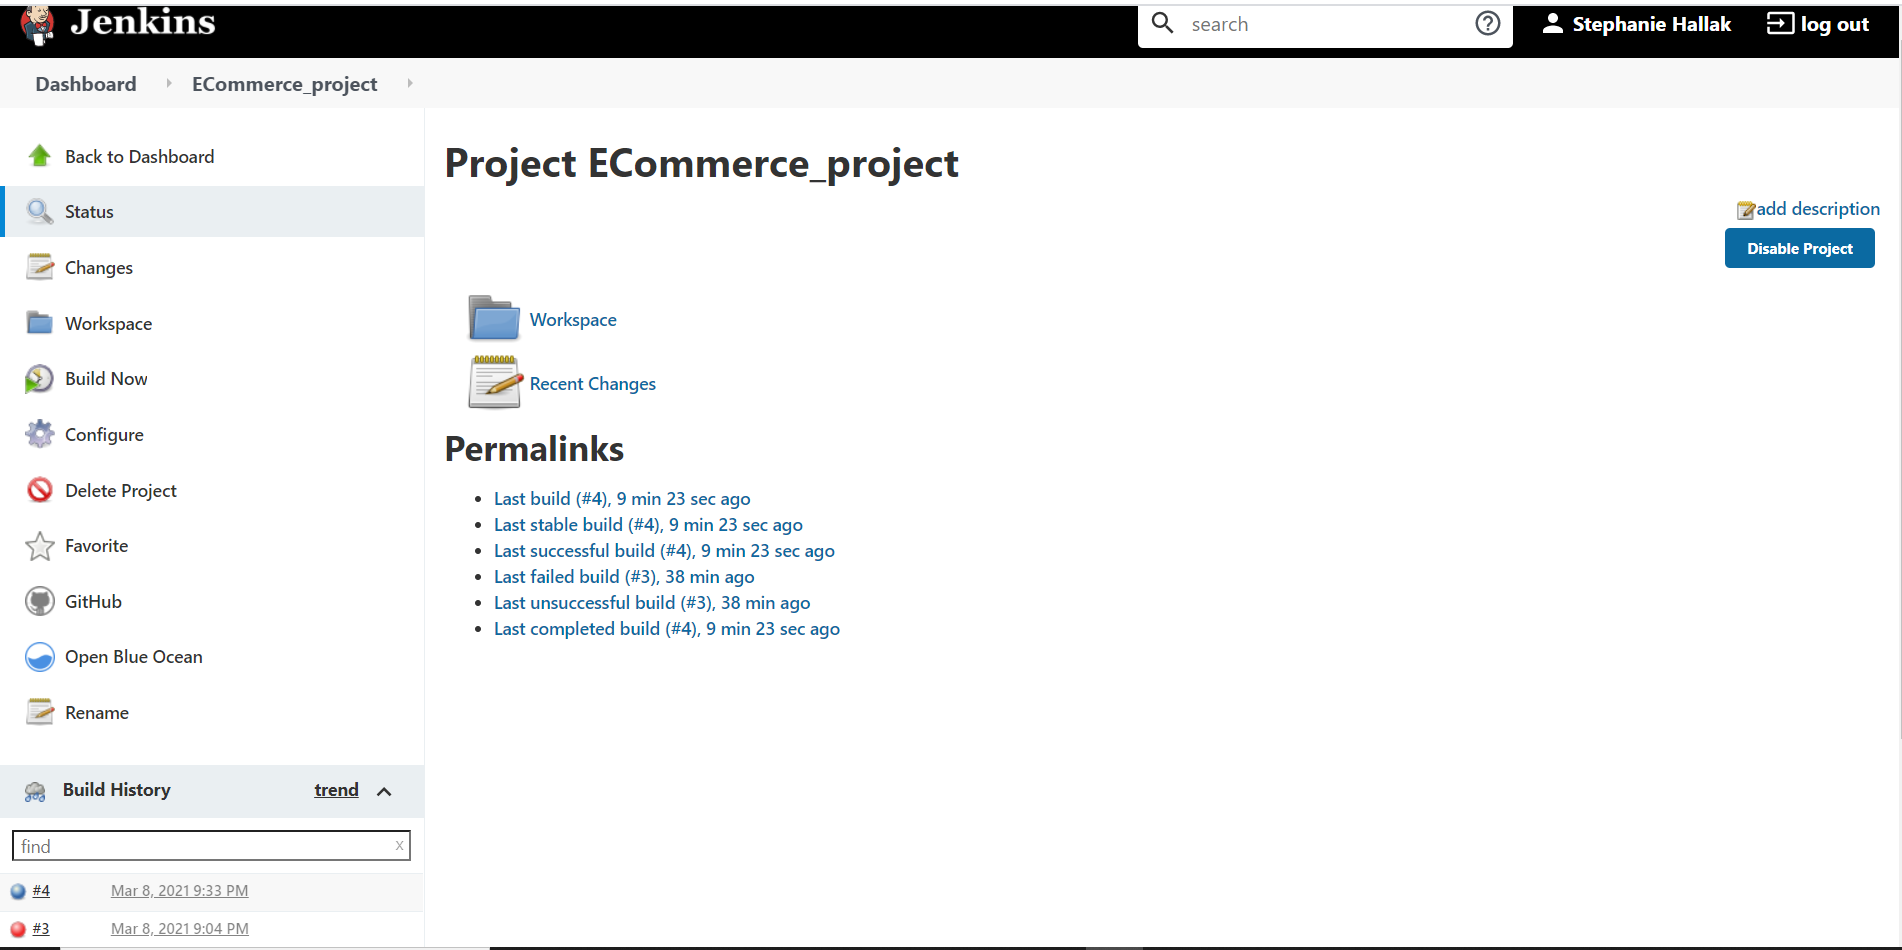 Jenkins
search
Stephanie Hallak
log out
Dashboard
ECommerce_project
Back to Dashboard
Status
Changes
Workspace
Build Now
Configure
Delete Project
Favorite
GitHub
Open Blue Ocean
Rename
Build History
trend
find
x
#4 Mar 8, 2021 9:33 PM
#3 Mar 8, 2021 9:04 PM
Project ECommerce_project
add description
Disable Project
Workspace
Recent Changes
Permalinks
Last build (#4), 9 min 23 sec ago
Last stable build (#4), 9 min 23 sec ago
Last successful build (#4), 9 min 23 sec ago
Last failed build (#3), 38 min ago
Last unsuccessful build (#3), 38 min ago
Last completed build (#4), 9 min 23 sec ago